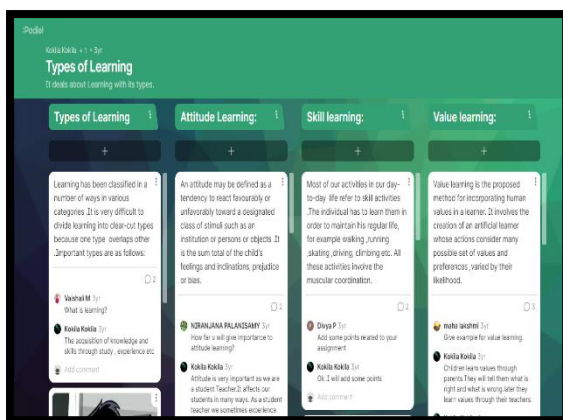 :Padlet
Kokila Kokila + 1 • 3yr
Types of Learning
It deals about Learning with its types.
Types of Learning
Learning has been classified in a
number of ways in various
categories .It is very difficult to
divide learning into clear-cut types
because one type overlaps other
.Important types are as follows:
2
Vaishali M 3yr
What is learning?
Kokila Kokila 3yr
The acquisition of knowledge and
skills through study , experience etc
Add comment
Attitude Learning:
An attitude may be defined as a
tendency to react favourably or
unfavorably toward a designated
class of stimuli such as an
institution or persons or objects .It
is the sum total of the child's
feelings and inclinations, prejudice
or bias.
2
NIRANJANA PALANISAMY 3yr
How far u will give importance to
attitude learning?
Kokila Kokila 3yr
Attitude is very important as we are
a student Teacher.It affects our
students in many ways. As a student
teacher we sometimes experience
Skill learning:
Most of our activities in our day-
to-day life refer to skill activities
.The individual has to learn them in
order to maintain his regular life,
for example walking ,running
,skating ,driving, climbing etc. All
these activities involve the
muscular coordination.
2
Divya P 3yr
Add some points related to your
assignment
Kokila Kokila 3yr
Ok .I will add some points
Add comment
Value learning:
Value learning is the proposed
method for incorporating human
values in a learner. It involves the
creation of an artificial learner
whose actions consider many
possible set of values and
preferences ,varied by their
likelihood.
3
maha lakshmi 3yr
Give example for value learning.
Kokila Kokila 3yr
Children learn values through
parents.They will tell them what is
right and what is wrong.later they
learn values through their teachers.